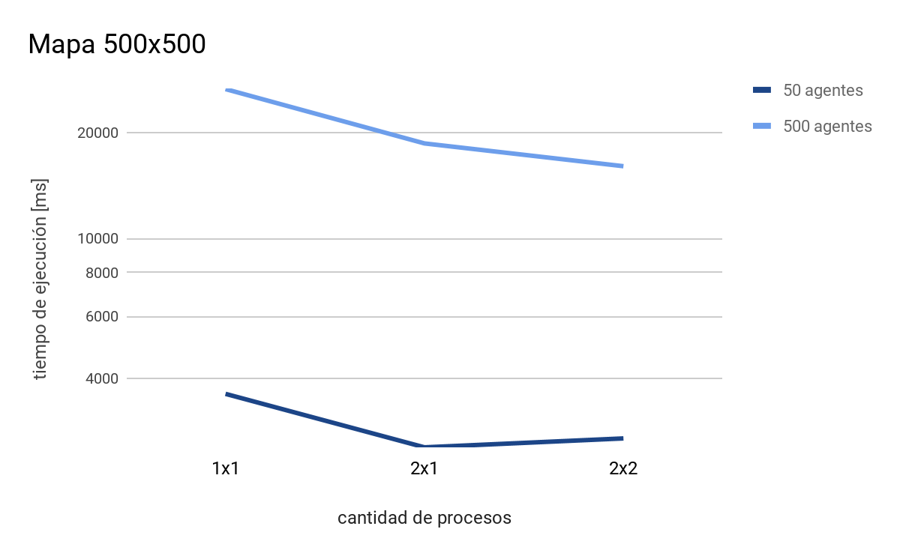 Mapa 500x500
50 agentes
500 agentes
tiempo de ejecución [ms]
20000
10000
8000
6000
4000
1x1
2x1
2x2
cantidad de procesos